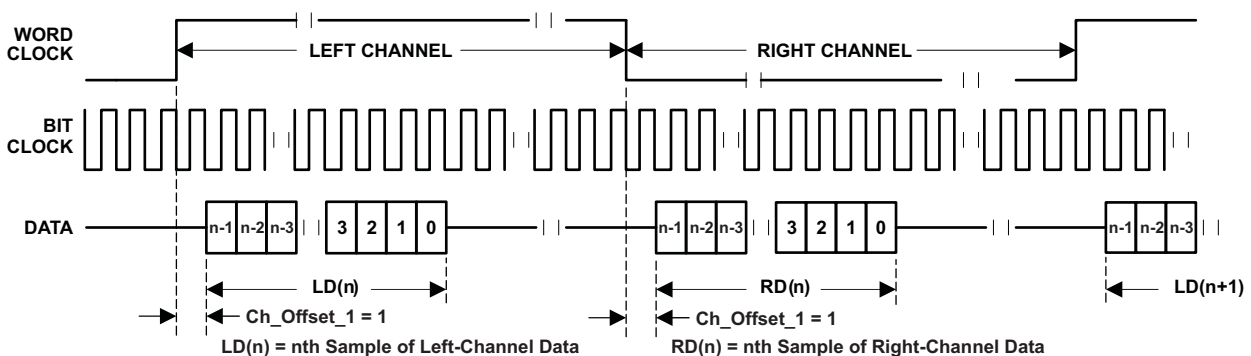 WORD
CLOCK
LEFT CHANNEL
RIGHT CHANNEL
BIT
CLOCK
DATA
n-1 n-2 n-3 3 2 1 0
n-1 n-2 n-3 3 2 1 0
n-1 n-2 n-3
LD(n)
RD(n)
LD(n+1)
Ch_Offset_1 = 1
Ch_Offset_1 = 1
LD(n) = nth Sample of Left-Channel Data
RD(n) = nth Sample of Right-Channel Data